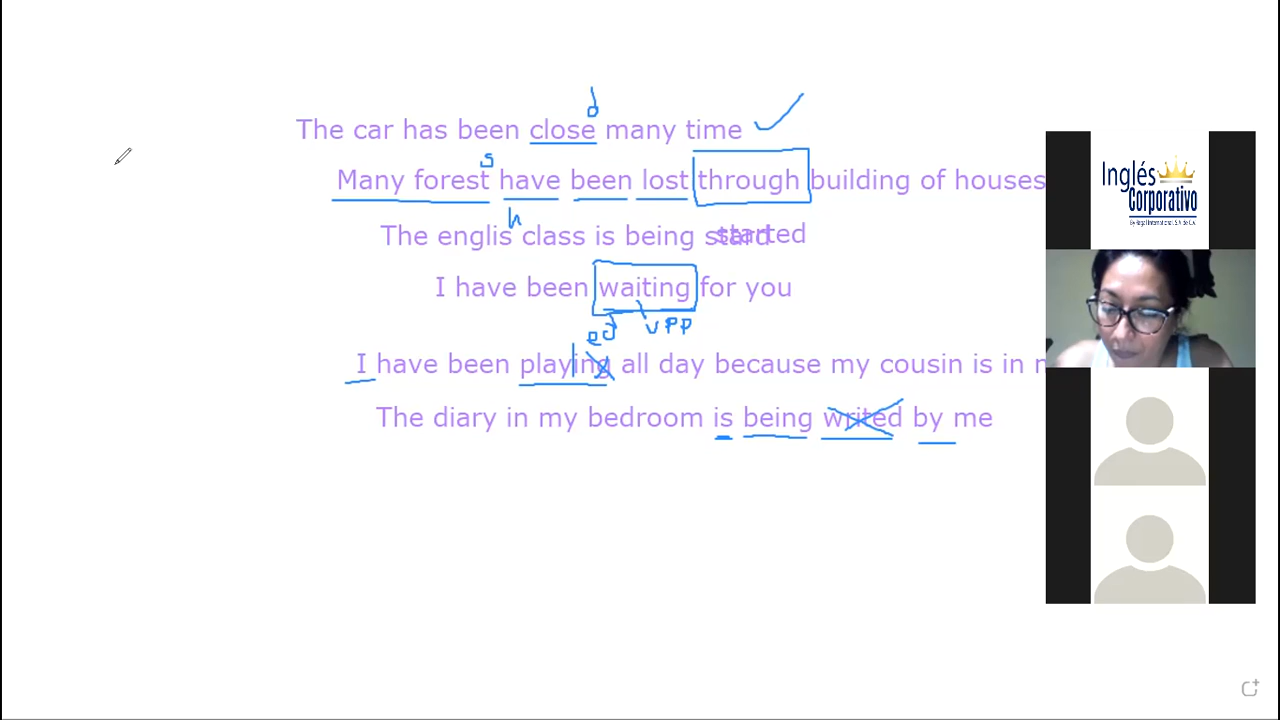 d
The car has been close many time
s
Many forest have been lost through building of houses
h
The englis class is being started
I have been waiting for you
ed VPP
I have been playing all day because my cousin is in
The diary in my bedroom is being writed by me
Inglés
Corporativo